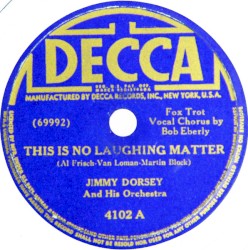 DECCA
MANUFACTURED BY DECCA RECORDS, INC., NEW YORK, U.S.A.
Fox Trot
(69992)
Vocal Chorus by
Bob Eberly
THIS IS NO LAUGHING MATTER
(Al Frisch-Van Loman-Martin Block)
JIMMY DORSEY
And His Orchestra
4102 A